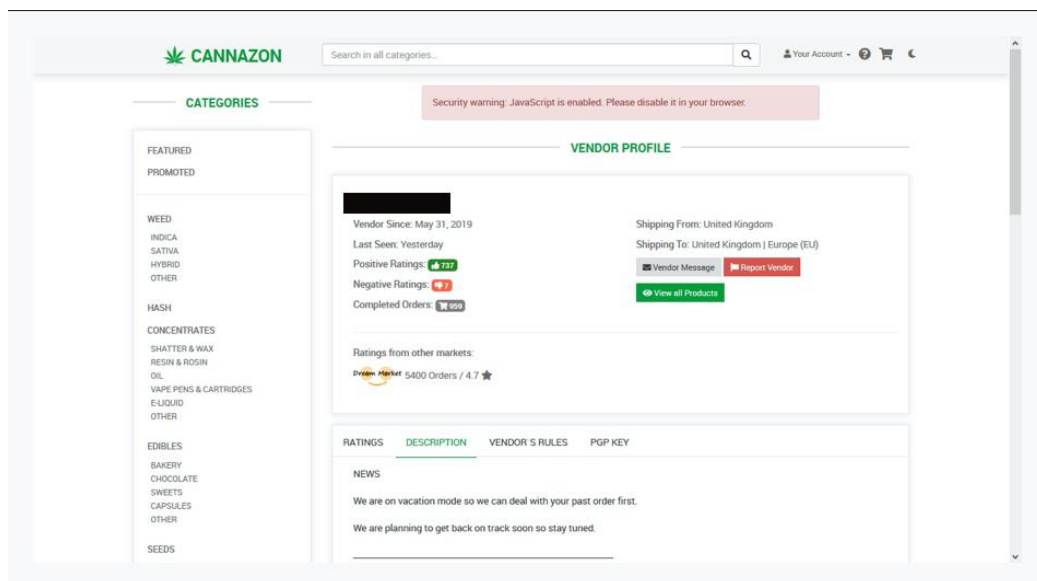 CANNAZON
Search in all categories...
Your Account
CATEGORIES
Security warning: JavaScript is enabled. Please disable it in your browser.
FEATURED
PROMOTED
WEED
INDICA
SATIVA
HYBRID
OTHER
HASH
CONCENTRATES
SHATTER & WAX
RESIN & ROSIN
OIL
VAPE PENS & CARTRIDGES
E-LIQUID
OTHER
EDIBLES
BAKERY
CHOCOLATE
SWEETS
CAPSULES
OTHER
SEEDS
VENDOR PROFILE
Vendor Since: May 31, 2019
Last Seen: Yesterday
Positive Ratings: 737
Negative Ratings: 7
Completed Orders: 959
Shipping From: United Kingdom
Shipping To: United Kingdom | Europe (EU)
Vendor Message Report Vendor
View all Products
Ratings from other markets:
Dream Market 5400 Orders / 4.7
RATINGS DESCRIPTION VENDOR`S RULES PGP KEY
NEWS
We are on vacation mode so we can deal with your past order first.
We are planning to get back on track soon so stay tuned.